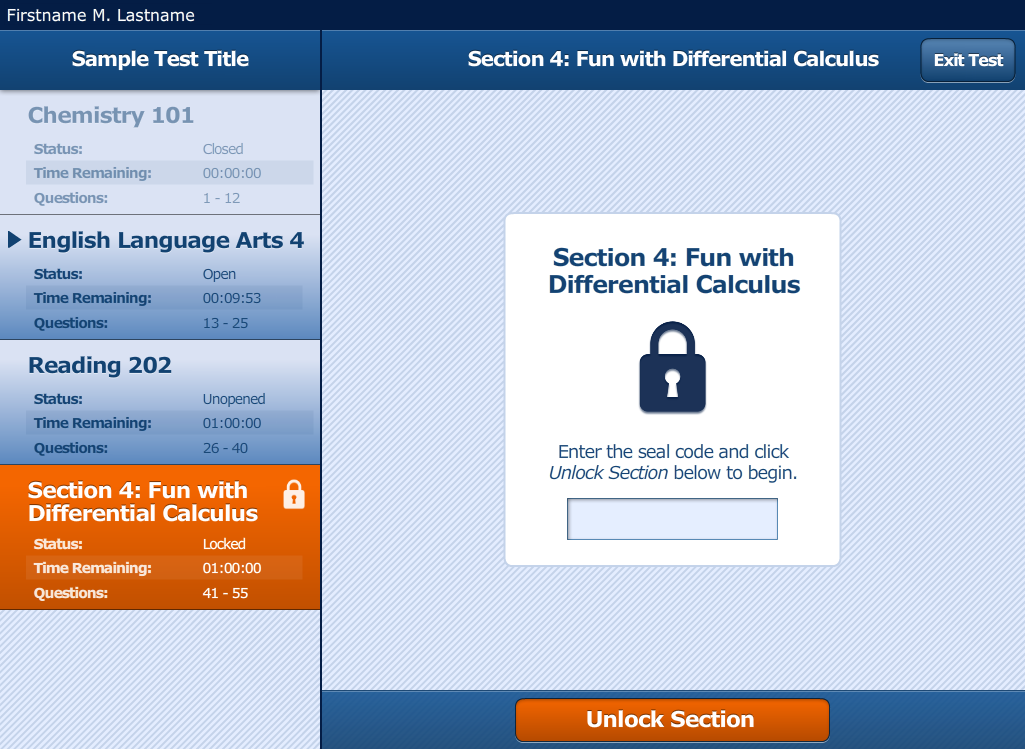 Firstname M. Lastname
Sample Test Title
Section 4: Fun with Differential Calculus
Exit Test
Chemistry 101
Status: Closed
Time Remaining: 00:00:00
Questions: 1 - 12
English Language Arts 4
Status: Open
Time Remaining: 00:09:53
Questions: 13 - 25
Reading 202
Status: Unopened
Time Remaining: 01:00:00
Questions: 26 - 40
Section 4: Fun with
Differential Calculus
Status: Locked
Time Remaining: 01:00:00
Questions: 41 - 55
Section 4: Fun with
Differential Calculus
Enter the seal code and click
Unlock Section below to begin.
Unlock Section